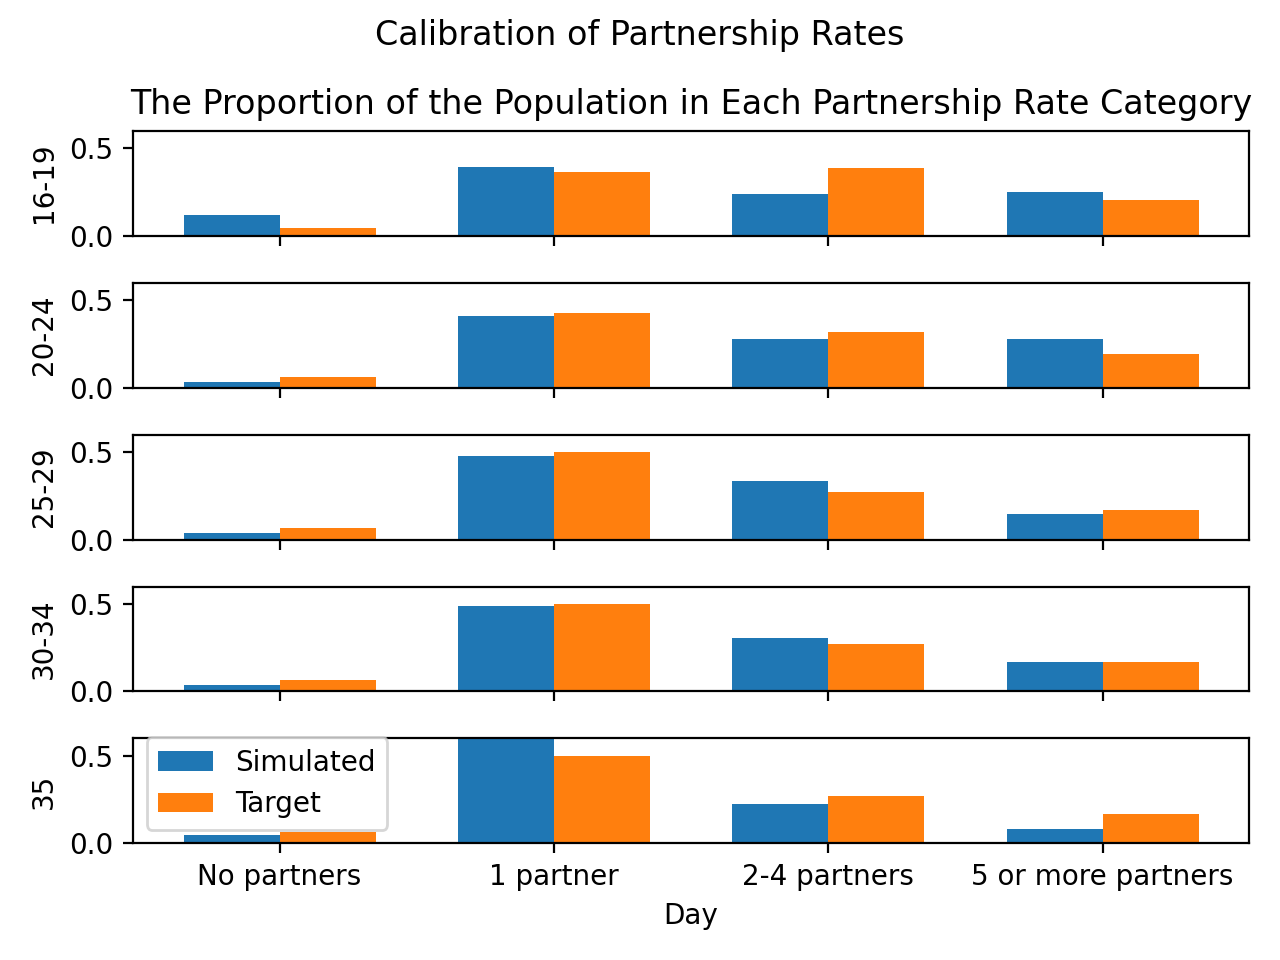 Calibration of Partnership Rates
The Proportion of the Population in Each Partnership Rate Category
16-19
0.5
0.0
20-24
0.5
0.0
25-29
0.5
0.0
30-34
0.5
0.0
35
0.5
0.0
Simulated
Target
No partners
1 partner
2-4 partners
5 or more partners
Day